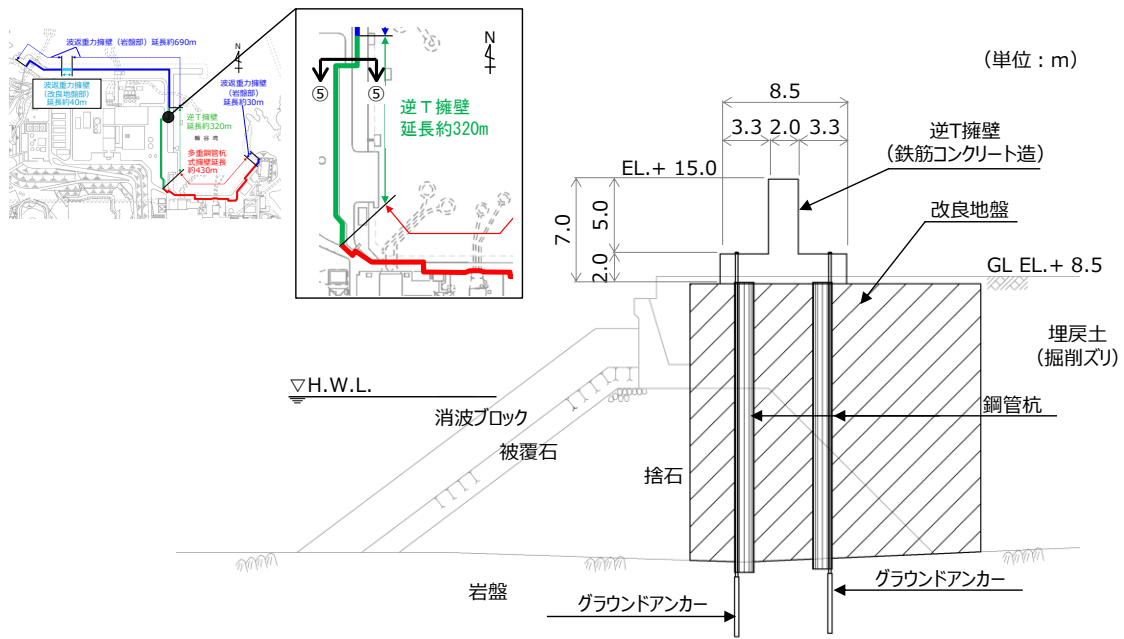 波返重力擁壁（岩盤部）延長約690m
N
波返重力擁壁
（改良地盤部）
延長約40m
波返重力擁壁
（岩盤部）
延長約30m
逆Ｔ擁壁
延長約320m
輪谷湾
多重鋼管杭
式擁壁延長
約430m
N
⑤
⑤
逆Ｔ擁壁
延長約320m
（単位：m）
8.5
3.3
2.0
3.3
逆T擁壁
（鉄筋コンクリート造）
EL.+ 15.0
7.0
5.0
2.0
改良地盤
GL EL.+ 8.5
埋戻土
（掘削ズリ）
▽H.W.L.
消波ブロック
被覆石
捨石
鋼管杭
岩盤
グラウンドアンカー
グラウンドアンカー